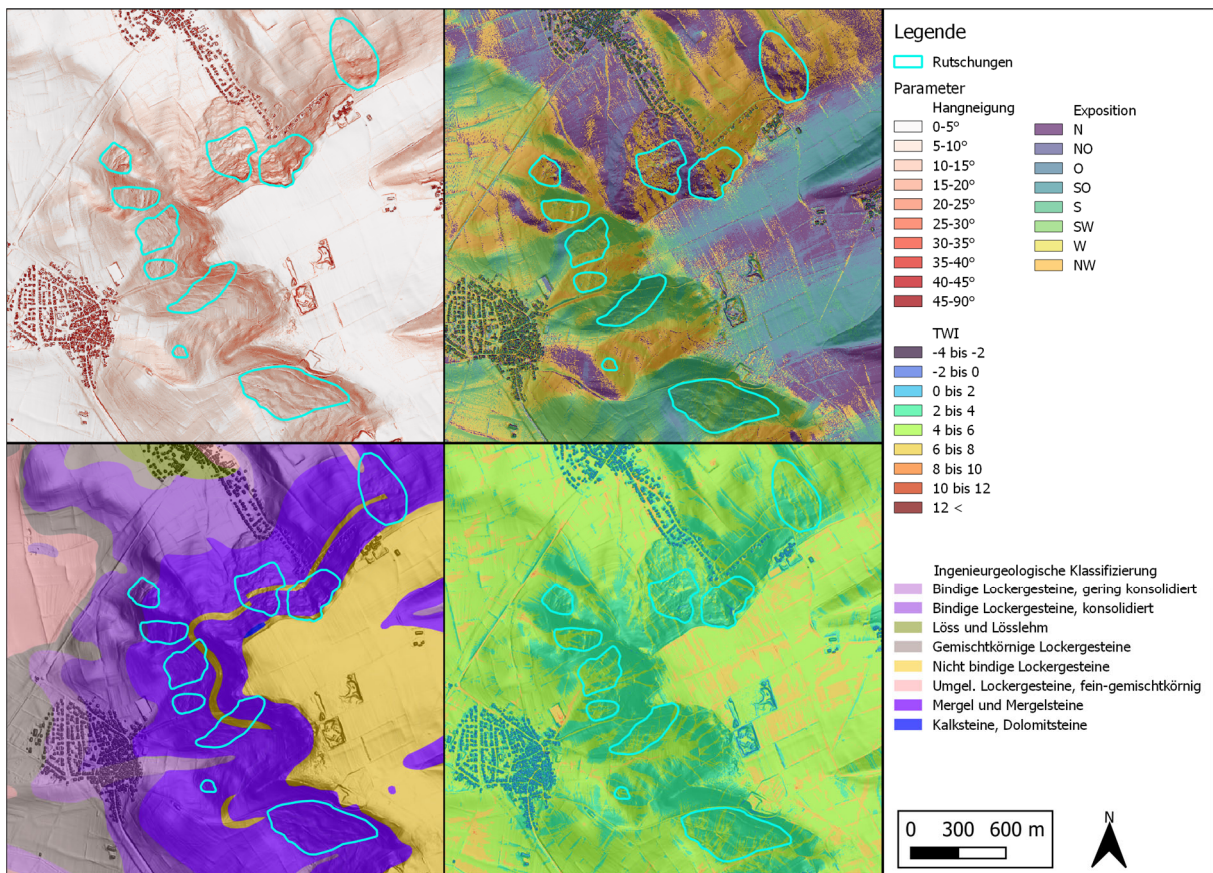 Legende
Rutschungen
Parameter
Hangneigung
0-5°
5-10°
10-15°
15-20°
20-25°
25-30°
30-35°
35-40°
40-45°
45-90°
Exposition
N
NO
O
SO
S
SW
W
NW
TWI
-4 bis -2
-2 bis 0
0 bis 2
2 bis 4
4 bis 6
6 bis 8
8 bis 10
10 bis 12
12 <
Ingenieurgeologische Klassifizierung
Bindige Lockergesteine, gering konsolidiert
Bindige Lockergesteine, konsolidiert
Löss und Lösslehm
Gemischtkörnige Lockergesteine
Nicht bindige Lockergesteine
Umgel. Lockergesteine, fein-gemischtkörnig
Mergel und Mergelsteine
Kalksteine, Dolomitsteine
0 300 600 m
N